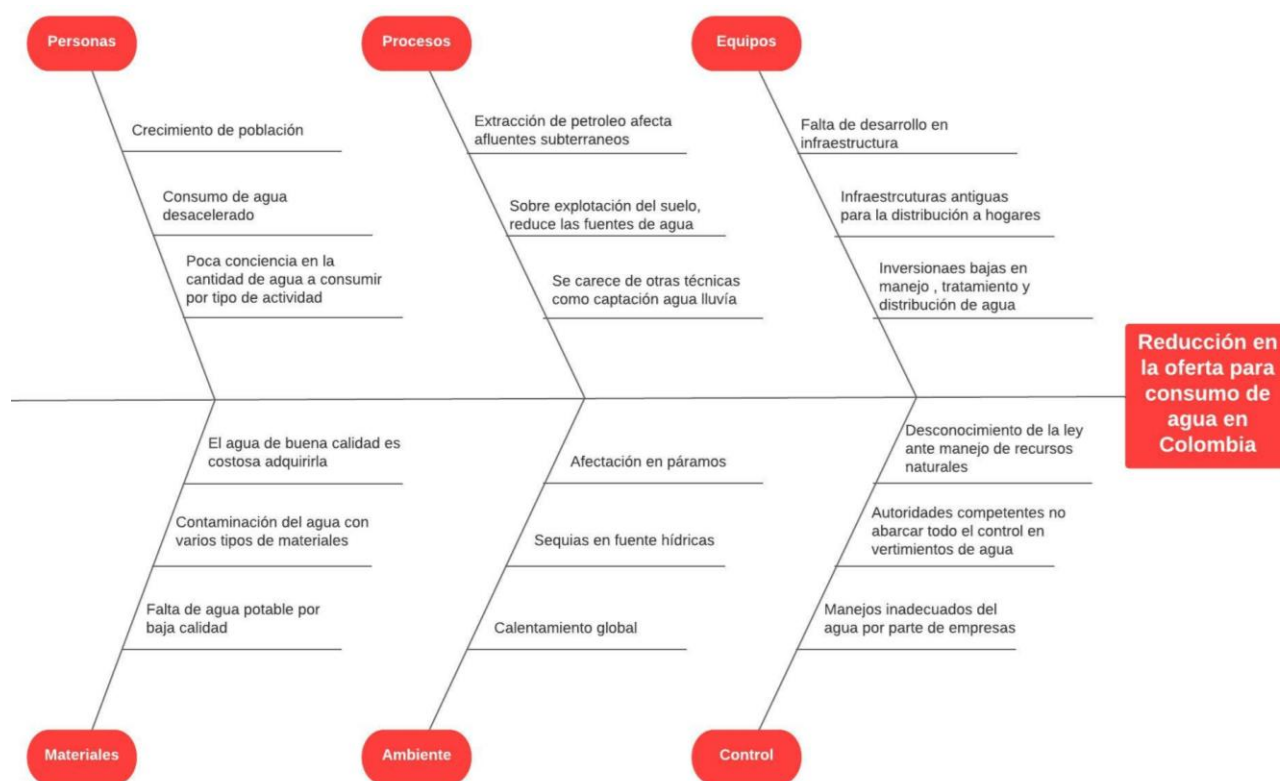 Personas
Procesos
Equipos
Crecimiento de población
Consumo de agua
desacelerado
Poca conciencia en la
cantidad de agua a consumir
por tipo de actividad
Extracción de petroleo afecta
afluentes subterraneos
Sobre explotación del suelo,
reduce las fuentes de agua
Se carece de otras técnicas
como captación agua lluvía
Falta de desarrollo en
infraestructura
Infraestrcuturas antiguas
para la distribución a hogares
Inversionaes bajas en
manejo , tratamiento y
distribución de agua
Reducción en
la oferta para
consumo de
agua en
Colombia
El agua de buena calidad es
costosa adquirirla
Contaminación del agua con
varios tipos de materiales
Falta de agua potable por
baja calidad
Afectación en páramos
Sequias en fuente hídricas
Calentamiento global
Desconocimiento de la ley
ante manejo de recursos
naturales
Autoridades competentes no
abarcar todo el control en
vertimientos de agua
Manejos inadecuados del
agua por parte de empresas
Materiales
Ambiente
Control